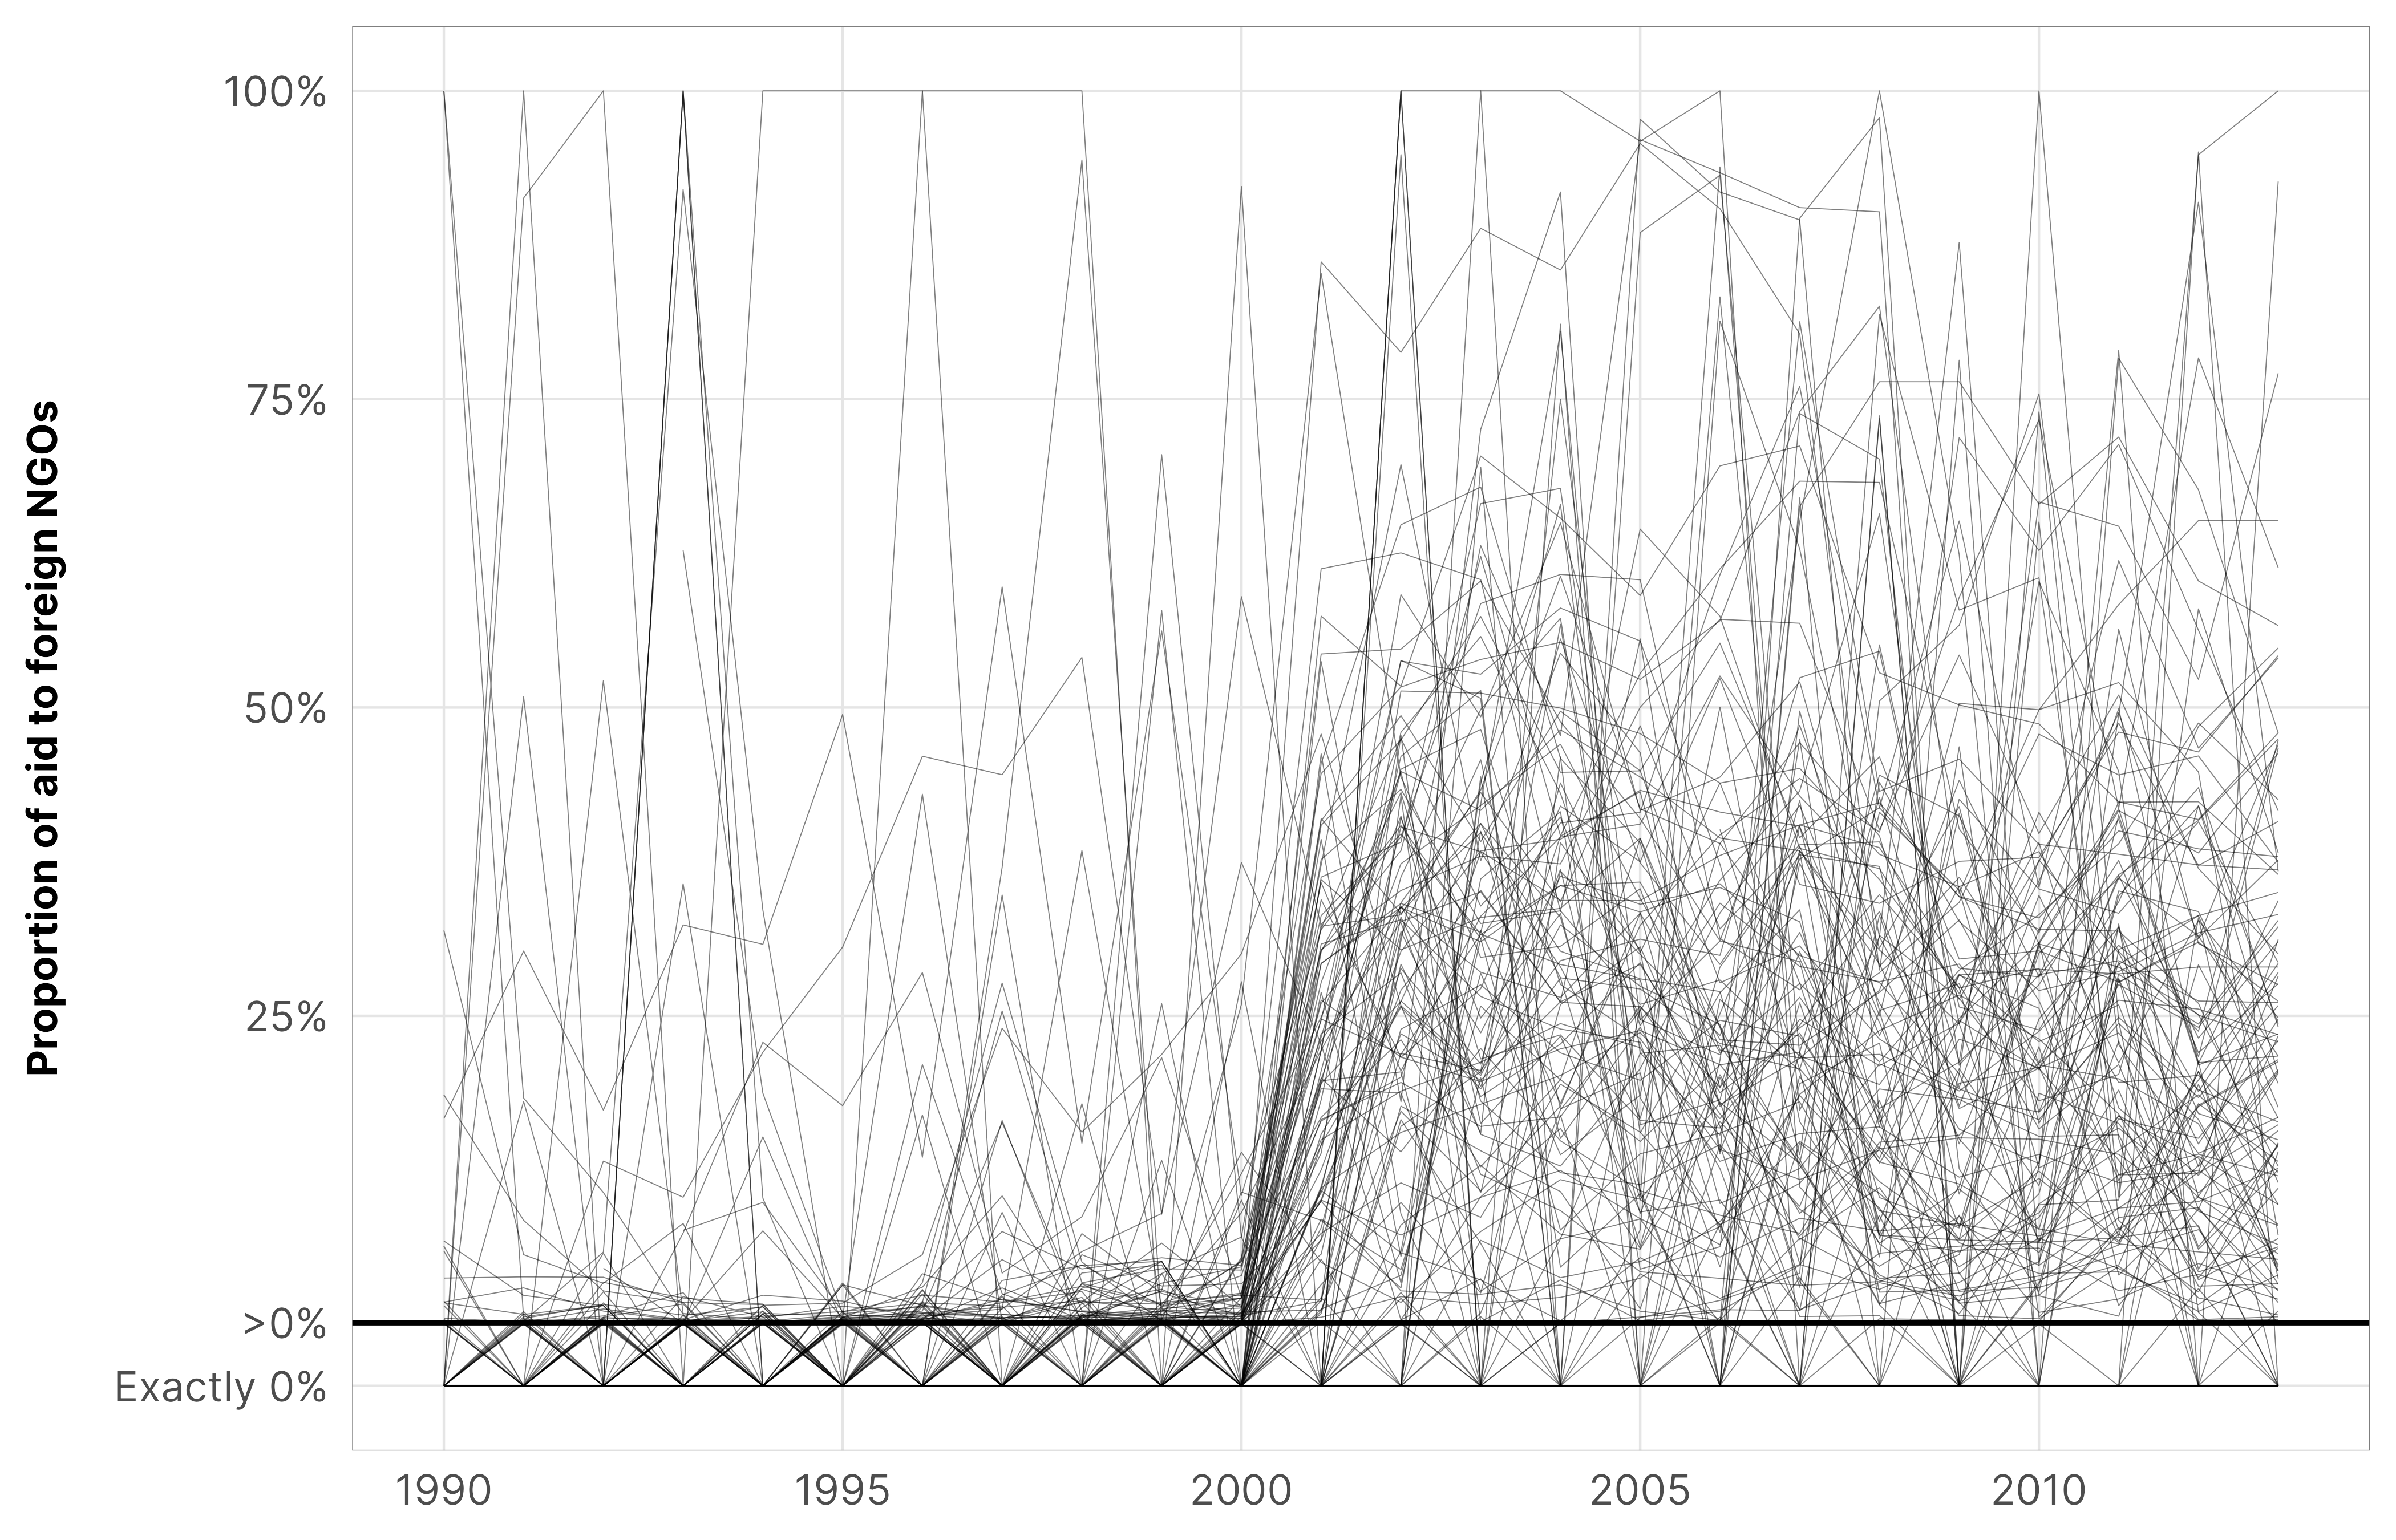 Proportion of aid to foreign NGOs
100%
75%
50%
25%
>0%
Exactly 0%
1990 1995 2000 2005 2010